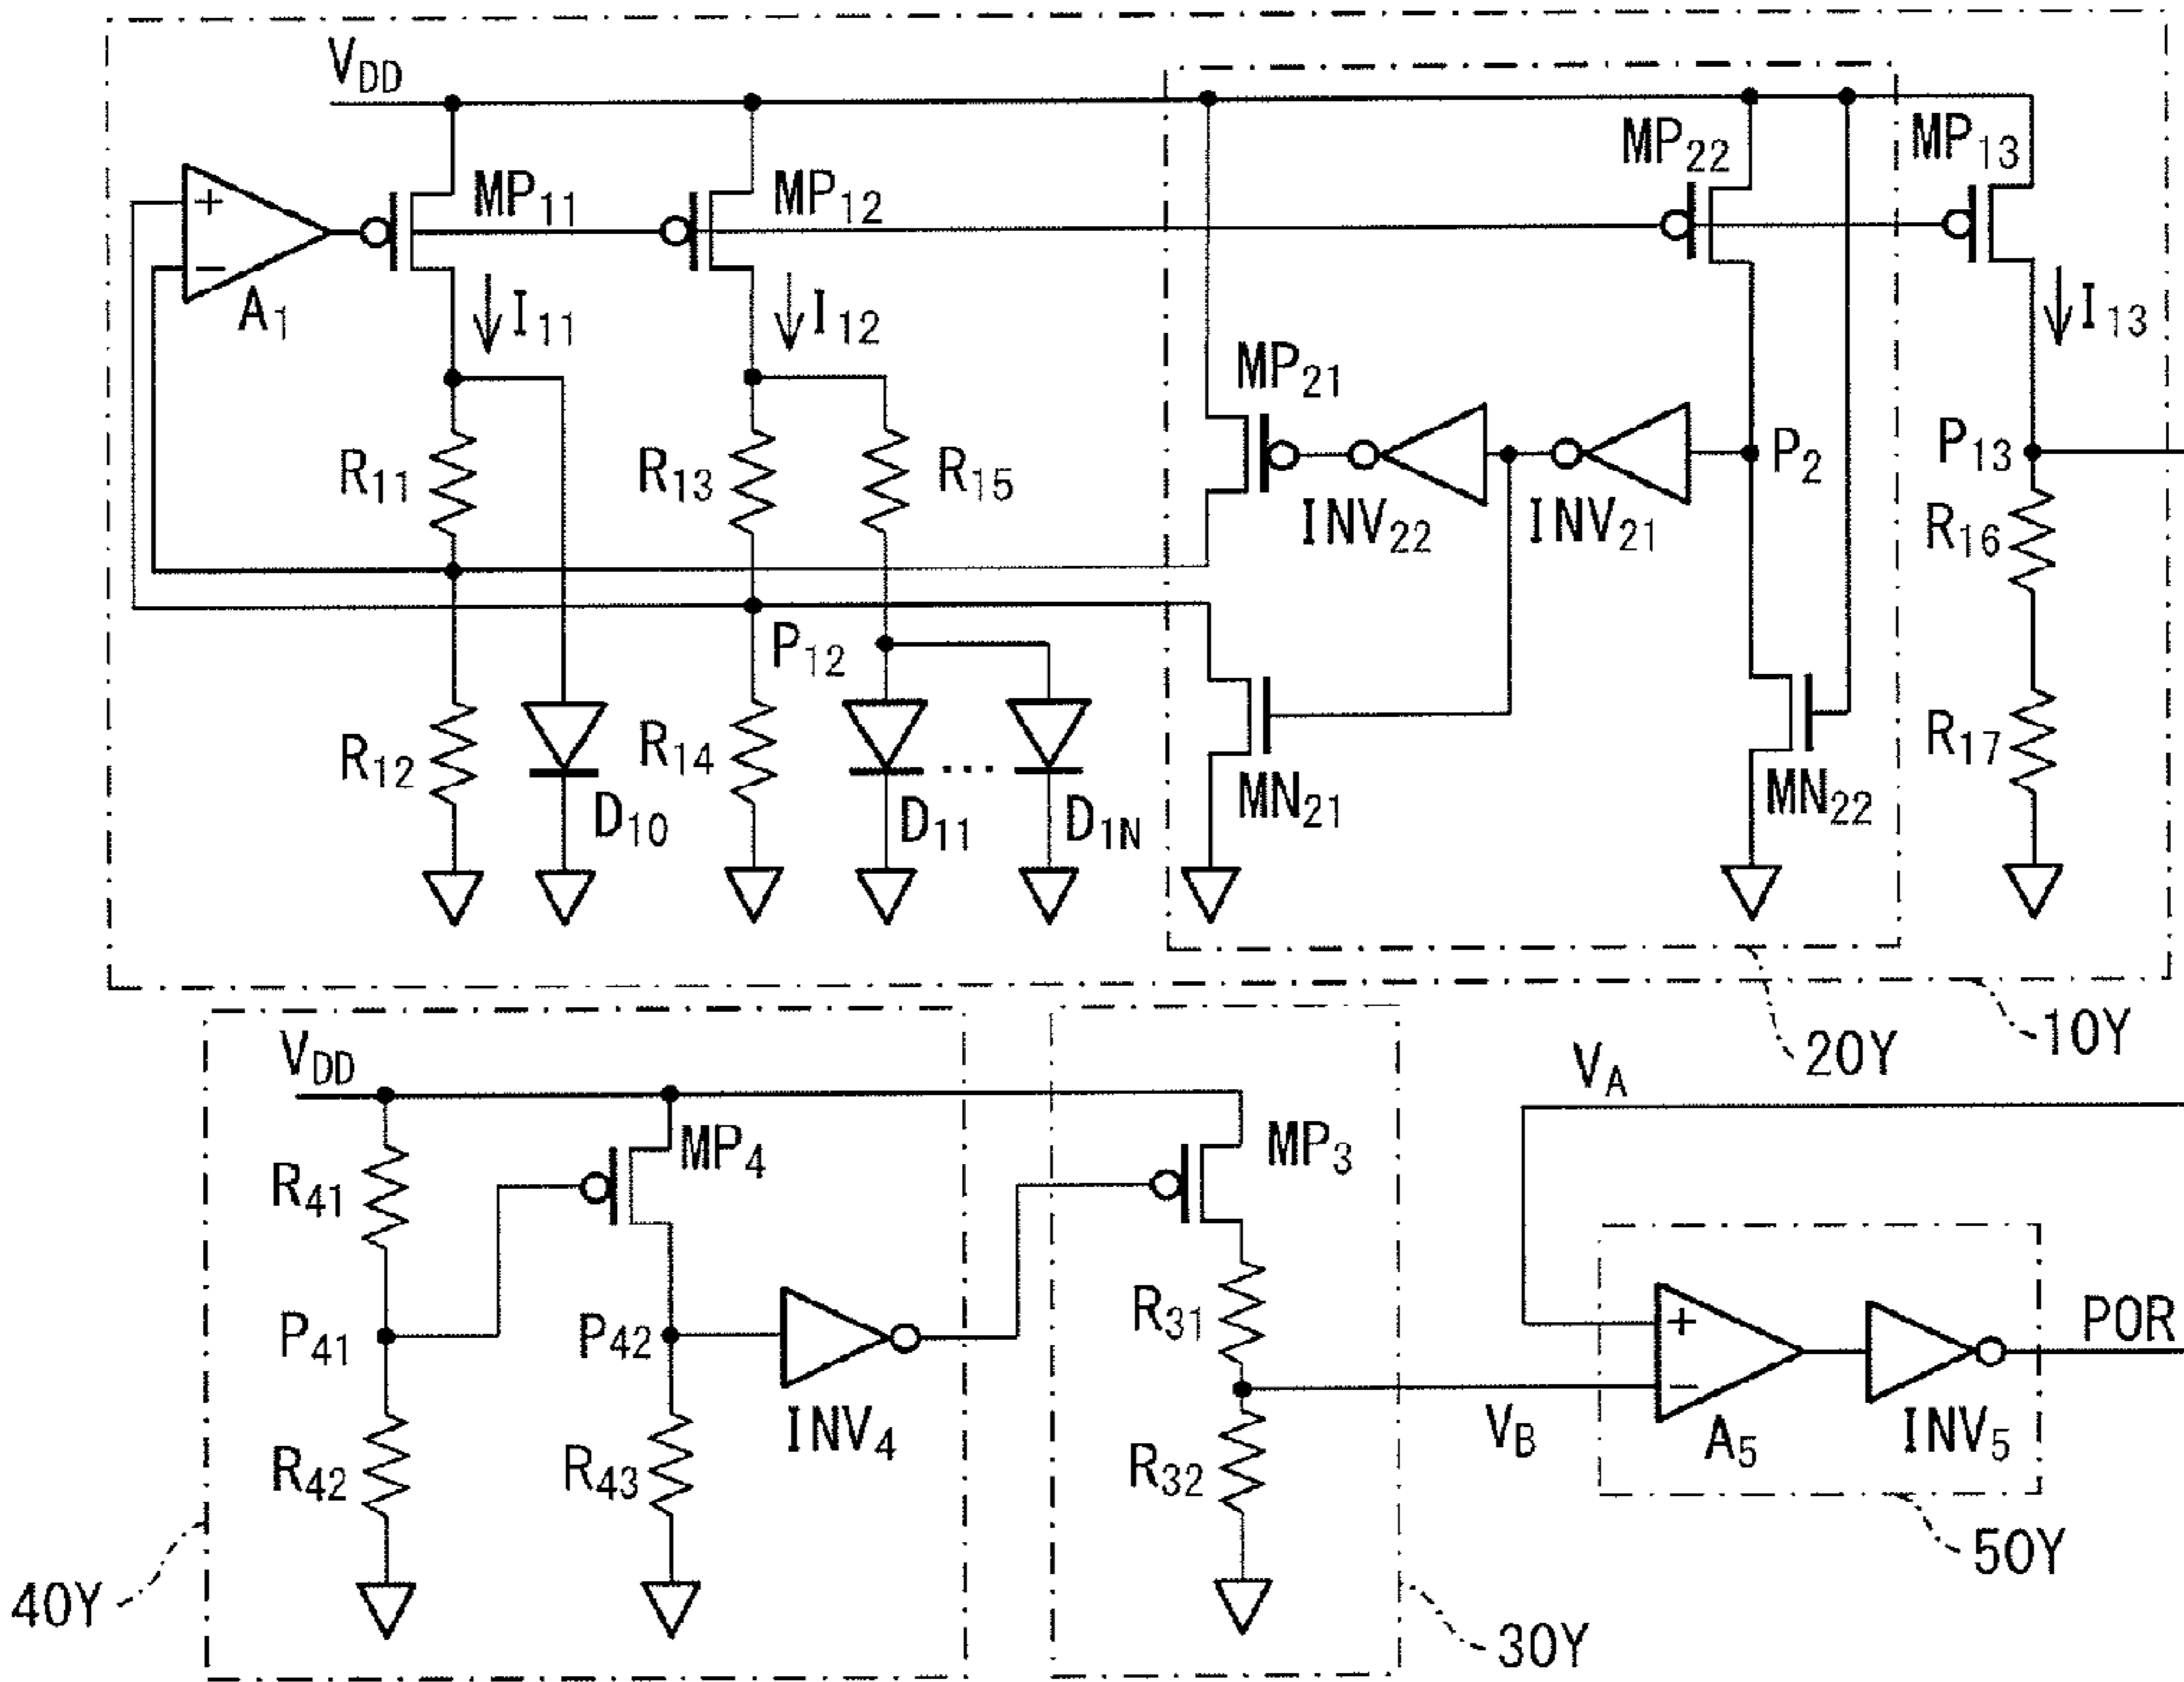 VDD
MP22
MP13
MP11
MP12
+
−
A1
I11
I12
I13
MP21
R11
R13
R15
P2
P13
INV22
INV21
R16
P12
R12
R14
R17
D10
D11
...
D1N
MN21
MN22
10Y
20Y
VDD
VA
MP4
MP3
R41
R31
+
POR
P41
P42
−
INV4
VB
A5
INV5
R42
R43
R32
50Y
40Y
30Y